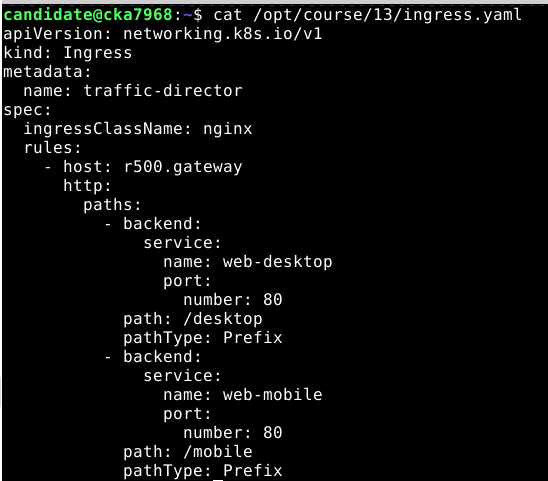 candidate@cka7968:~$ cat /opt/course/13/ingress.yaml
apiVersion: networking.k8s.io/v1
kind: Ingress
metadata:
  name: traffic-director
spec:
  ingressClassName: nginx
  rules:
    - host: r500.gateway
      http:
        paths:
          - backend:
              service:
                name: web-desktop
                port:
                  number: 80
            path: /desktop
            pathType: Prefix
          - backend:
              service:
                name: web-mobile
                port:
                  number: 80
            path: /mobile
            pathType: Prefix